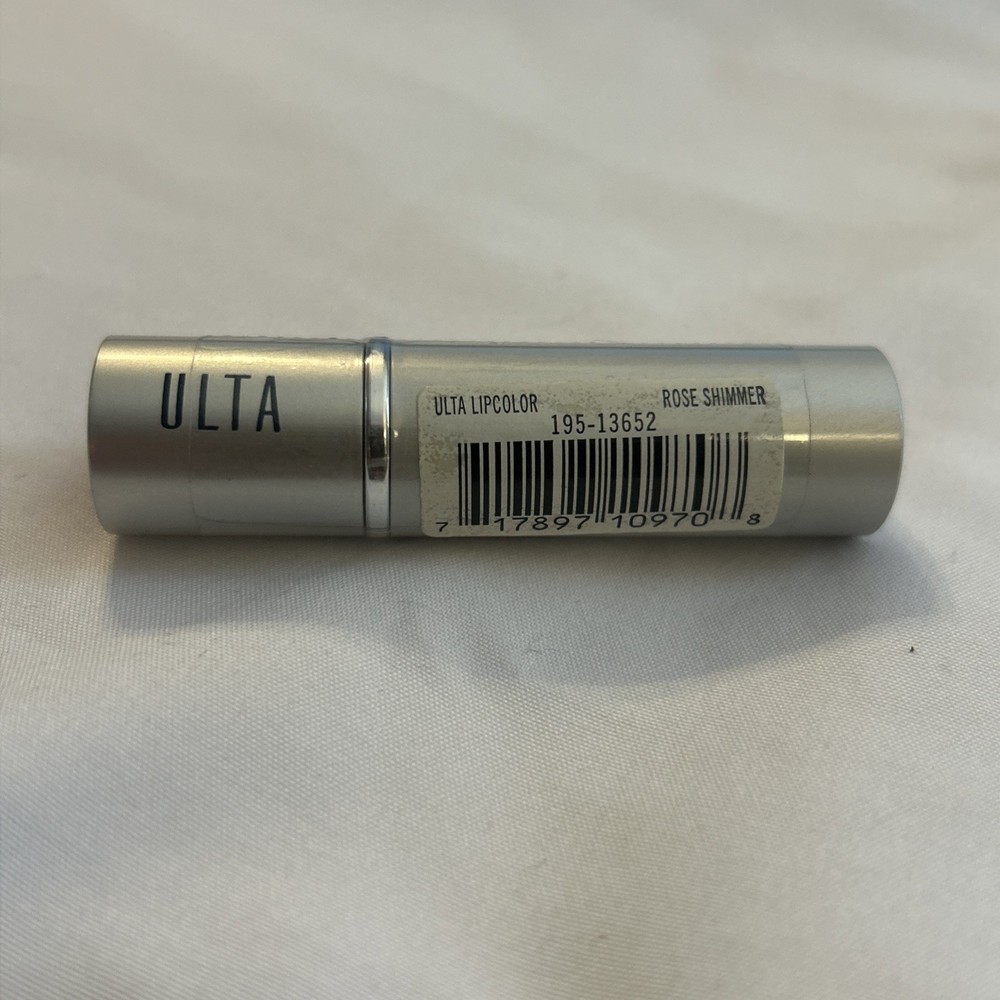 ULTA
ULTA LIPCOLOR ROSE SHIMMER
195-13652
7 17897 10970 8